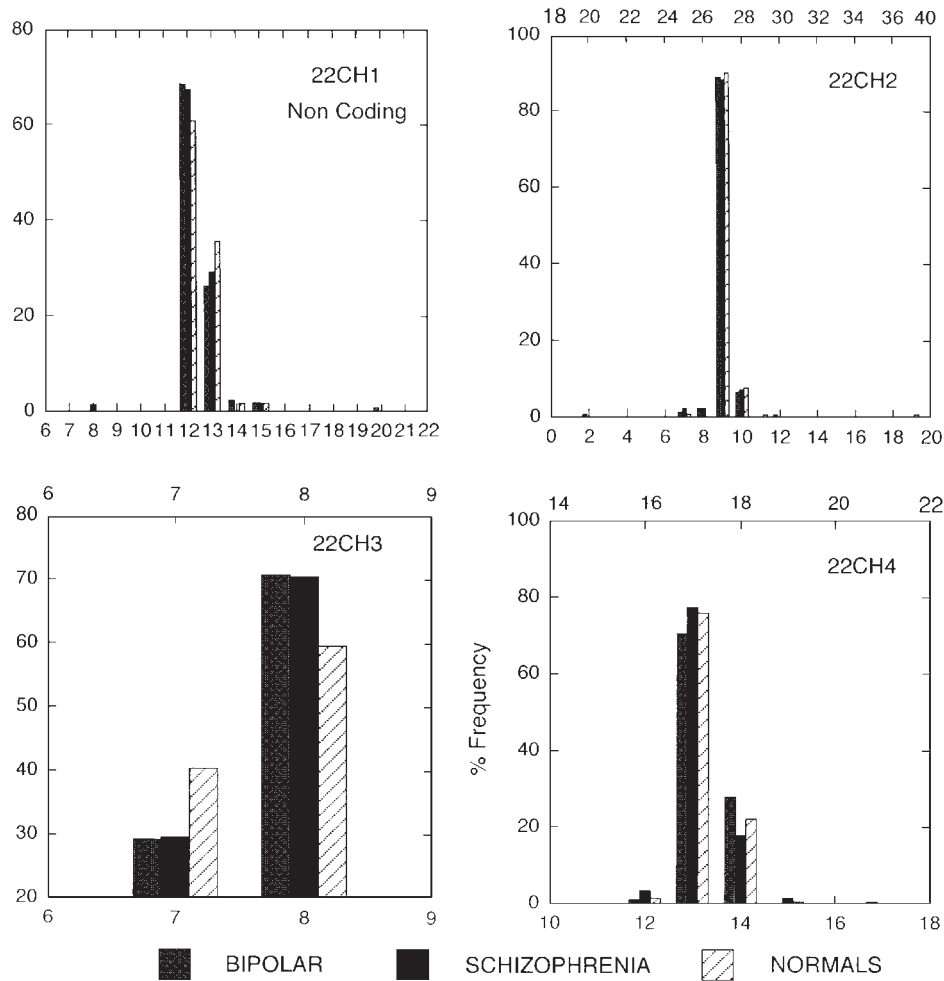 80
60
40
20
0
22CH1
Non Coding
6 7 8 9 10 11 12 13 14 15 16 17 18 19 20 21 22
18 20 22 24 25 26 28 30 32 34 36 40
100
80
60
40
20
0
22CH2
0 2 4 6 8 10 12 14 16 18 20
6 7 8 9
80
70
60
50
40
30
20
22CH3
6 7 8 9
14 16 18 20 22
100
80
60
40
20
0
% Frequency
22CH4
10 12 14 16 18
BIPOLAR SCHIZOPHRENIA NORMALS